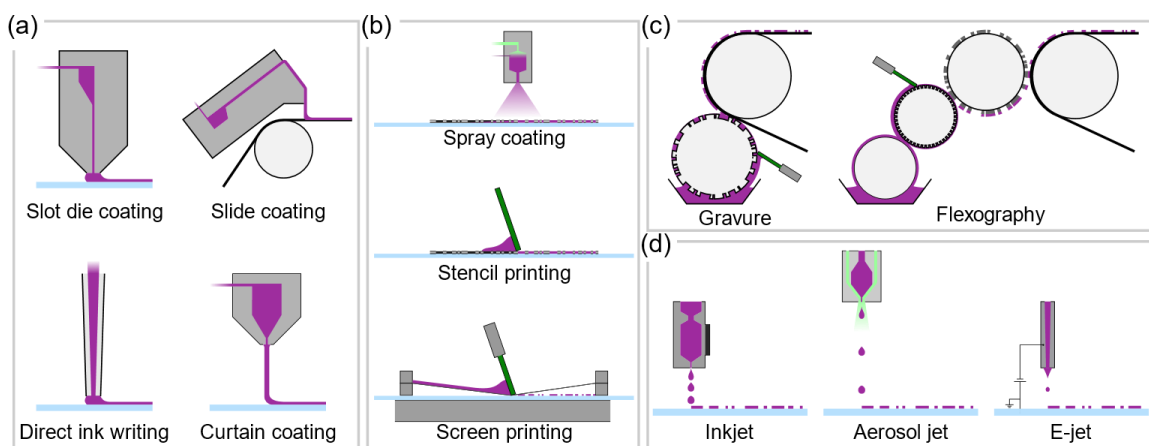 (a)
Slot die coating
Slide coating
Direct ink writing
Curtain coating
(b)
Spray coating
Stencil printing
Screen printing
(c)
Gravure
Flexography
(d)
Inkjet
Aerosol jet
E-jet